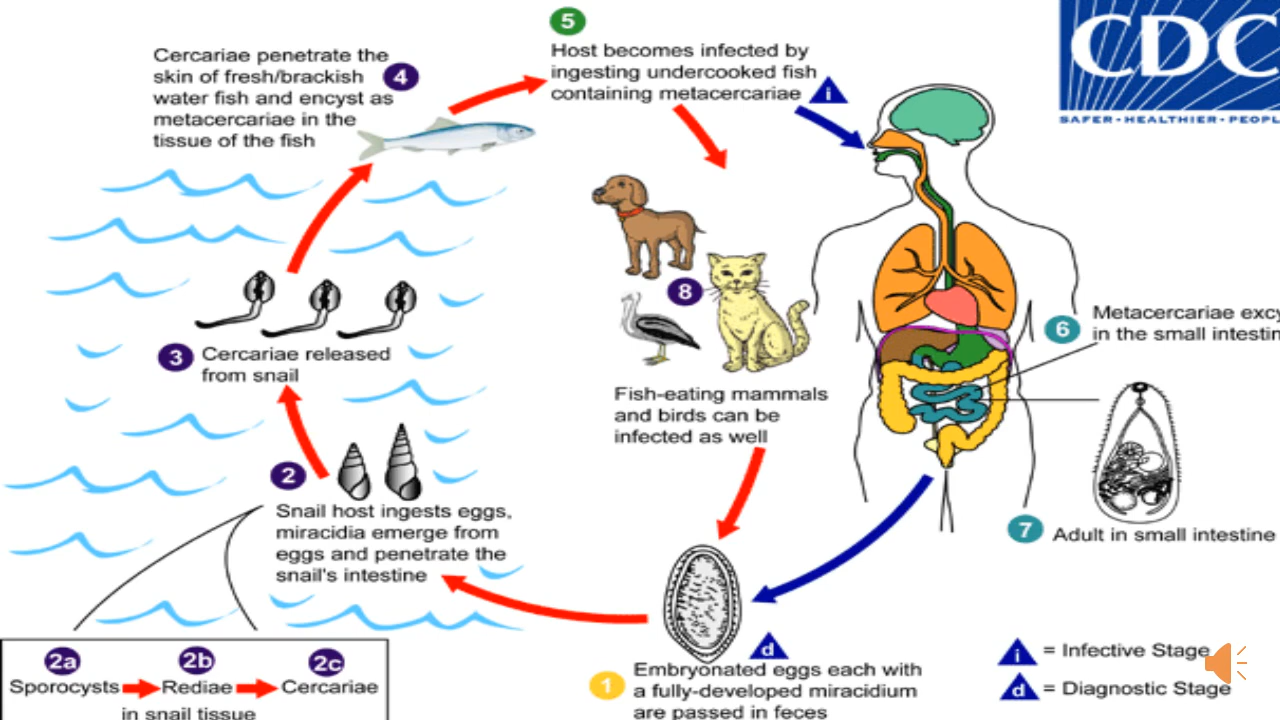 5
CDC
SAFER•HEALTHIER•PEOPL
Cercariae penetrate the
skin of fresh/brackish
water fish and encyst as
metacercariae in the
tissue of the fish
4
Host becomes infected by
ingesting undercooked fish
containing metacercariae
i
8
Fish-eating mammals
and birds can be
infected as well
6
Metacercariae excy
in the small intestin
3
Cercariae released
from snail
2
Snail host ingests eggs,
miracidia emerge from
eggs and penetrate the
snail's intestine
7
Adult in small intestine
2a 2b 2c
Sporocysts Rediae Cercariae
in snail tissue
d
1
Embryonated eggs each with
a fully-developed miracidium
are passed in feces
i = Infective Stage
d = Diagnostic Stage